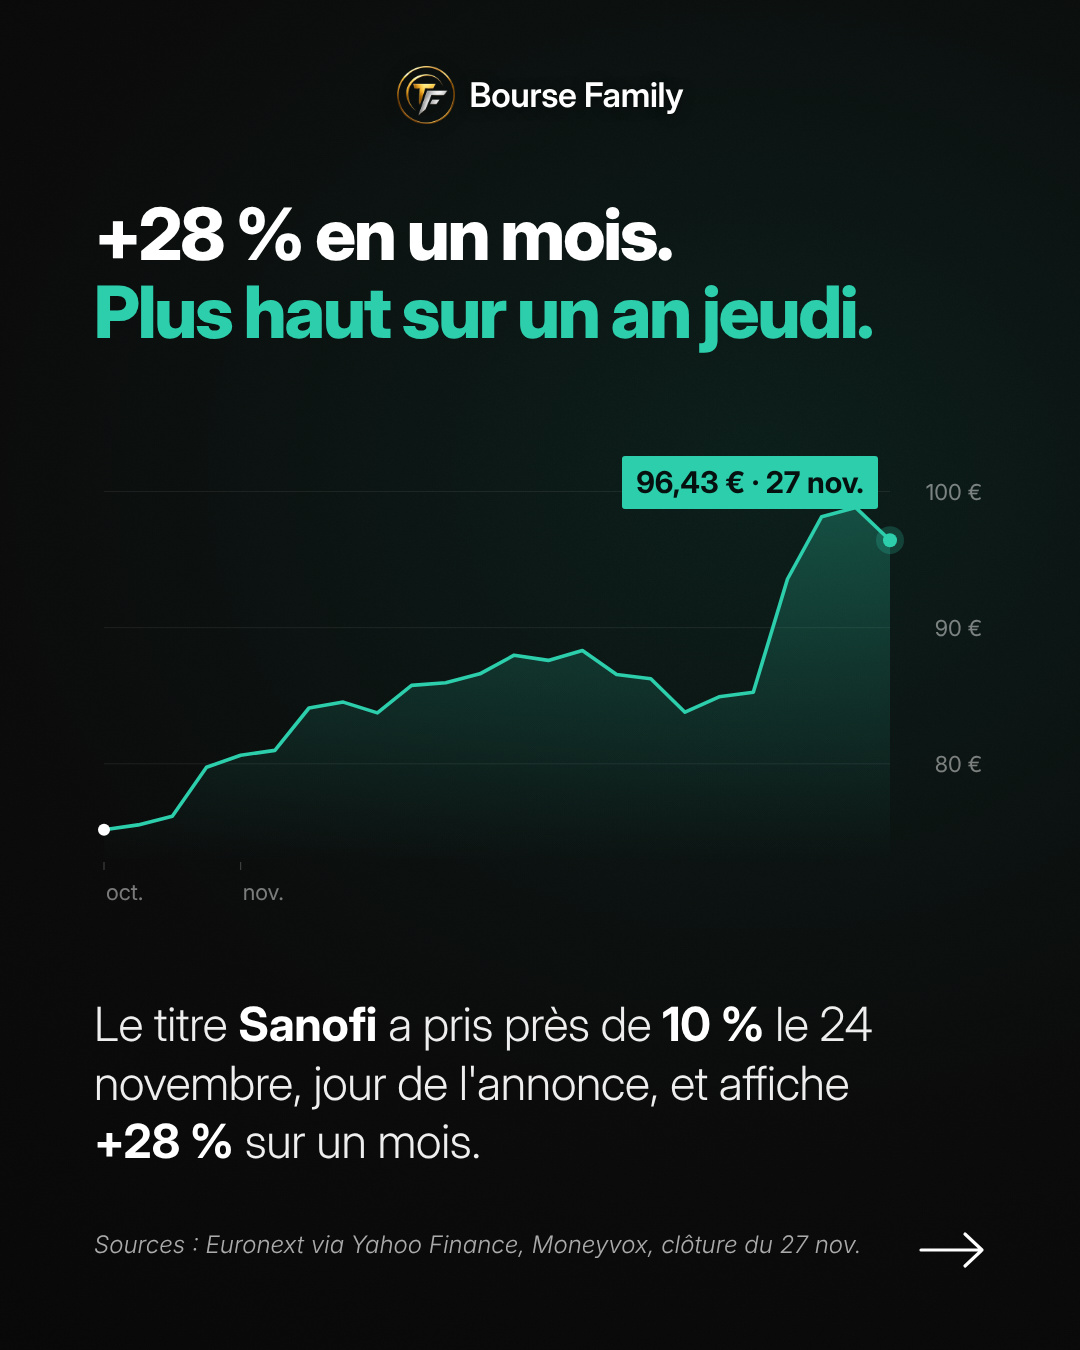 TF Bourse Family
+28 % en un mois.
Plus haut sur un an jeudi.
96,43 € · 27 nov.
100 €
90 €
80 €
oct.
nov.
Le titre Sanofi a pris près de 10 % le 24
novembre, jour de l'annonce, et affiche
+28 % sur un mois.
Sources : Euronext via Yahoo Finance, Moneyvox, clôture du 27 nov.